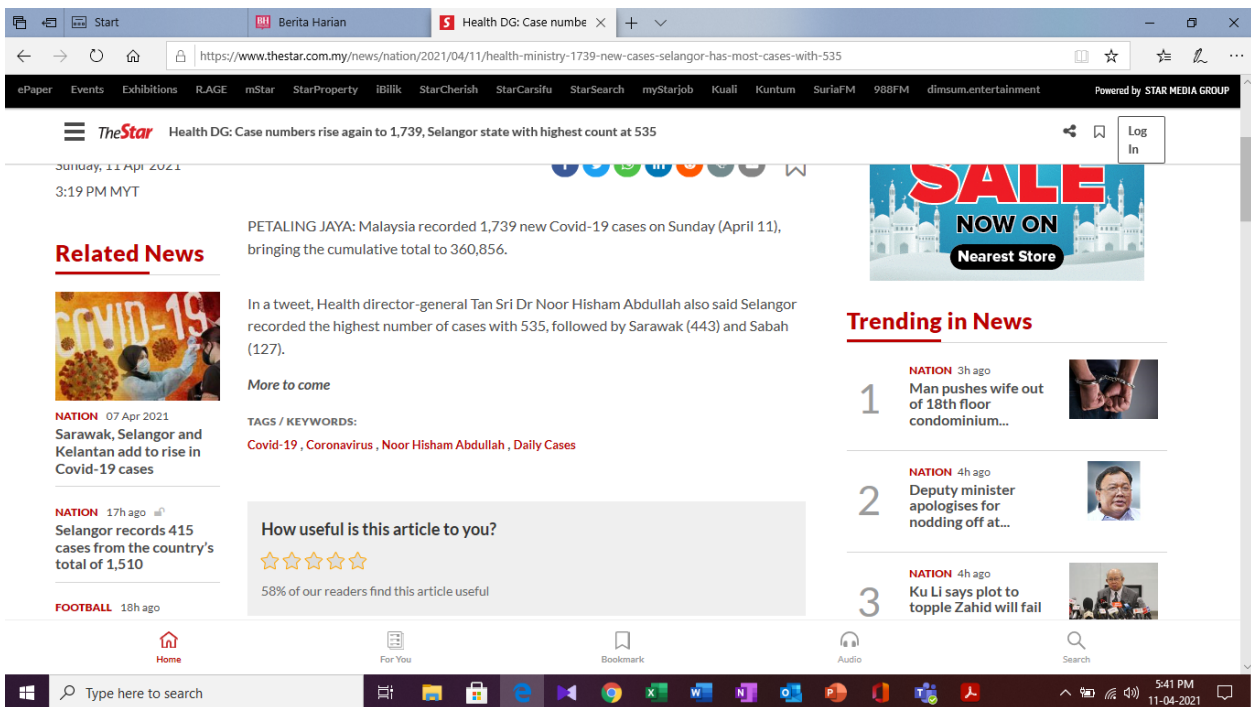 Start
Berita Harian
Health DG: Case numbe
https://www.thestar.com.my/news/nation/2021/04/11/health-ministry-1739-new-cases-selangor-has-most-cases-with-535
ePaper Events Exhibitions R.AGE mStar StarProperty iBilik StarCherish StarCarsifu StarSearch myStarjob Kuali Kuntum SuriaFM 988FM dimsum.entertainment Powered by STAR MEDIA GROUP
TheStar Health DG: Case numbers rise again to 1,739, Selangor state with highest count at 535
Log
In
Sunday, 11 Apr 2021
3:19 PM MYT
Related News
COVID-19
NATION 07 Apr 2021
Sarawak, Selangor and
Kelantan add to rise in
Covid-19 cases
NATION 17h ago
Selangor records 415
cases from the country's
total of 1,510
FOOTBALL 18h ago
PETALING JAYA: Malaysia recorded 1,739 new Covid-19 cases on Sunday (April 11),
bringing the cumulative total to 360,856.
In a tweet, Health director-general Tan Sri Dr Noor Hisham Abdullah also said Selangor
recorded the highest number of cases with 535, followed by Sarawak (443) and Sabah
(127).
More to come
TAGS / KEYWORDS:
Covid-19 , Coronavirus , Noor Hisham Abdullah , Daily Cases
How useful is this article to you?
58% of our readers find this article useful
SALE
NOW ON
Nearest Store
Trending in News
1
NATION 3h ago
Man pushes wife out
of 18th floor
condominium...
2
NATION 4h ago
Deputy minister
apologises for
nodding off at...
3
NATION 4h ago
Ku Li says plot to
topple Zahid will fail
Home
For You
Bookmark
Audio
Search
Type here to search
5:41 PM
11-04-2021